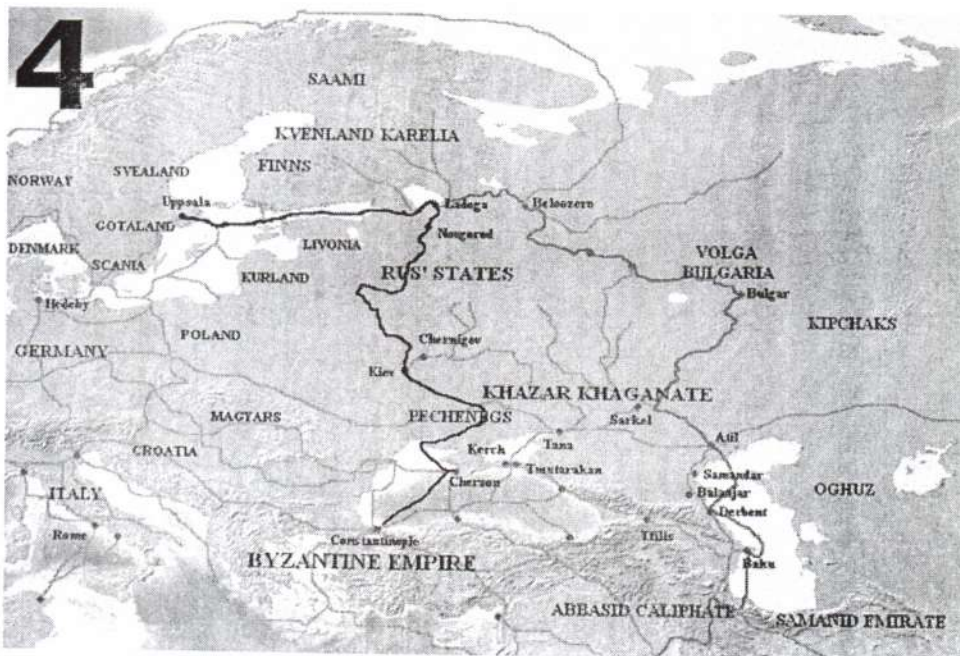 4
SAAMI
KVENLAND KARELIA
SVEALAND
FINNS
NORWAY
Uppsala
Ladoga
Beloozero
GOTALAND
Nougarod
DENMARK
LIVONIA
VOLGA
BULGARIA
SCANIA
KURLAND
RUS' STATES
Hedeby
Bulgar
POLAND
KIPCHAKS
GERMANY
Chernigov
Kiev
KHAZAR KHAGANATE
MAGYARS
PECHENEGS
Sarkel
CROATIA
Kerch
Tana
Atil
Tmutarakan
Samandar
Cherson
ITALY
Balanjar
OGHUZ
Derbent
Rome
Constantinople
Tfilis
BYZANTINE EMPIRE
Baku
ABBASID CALIPHATE
SAMANID EMIRATE